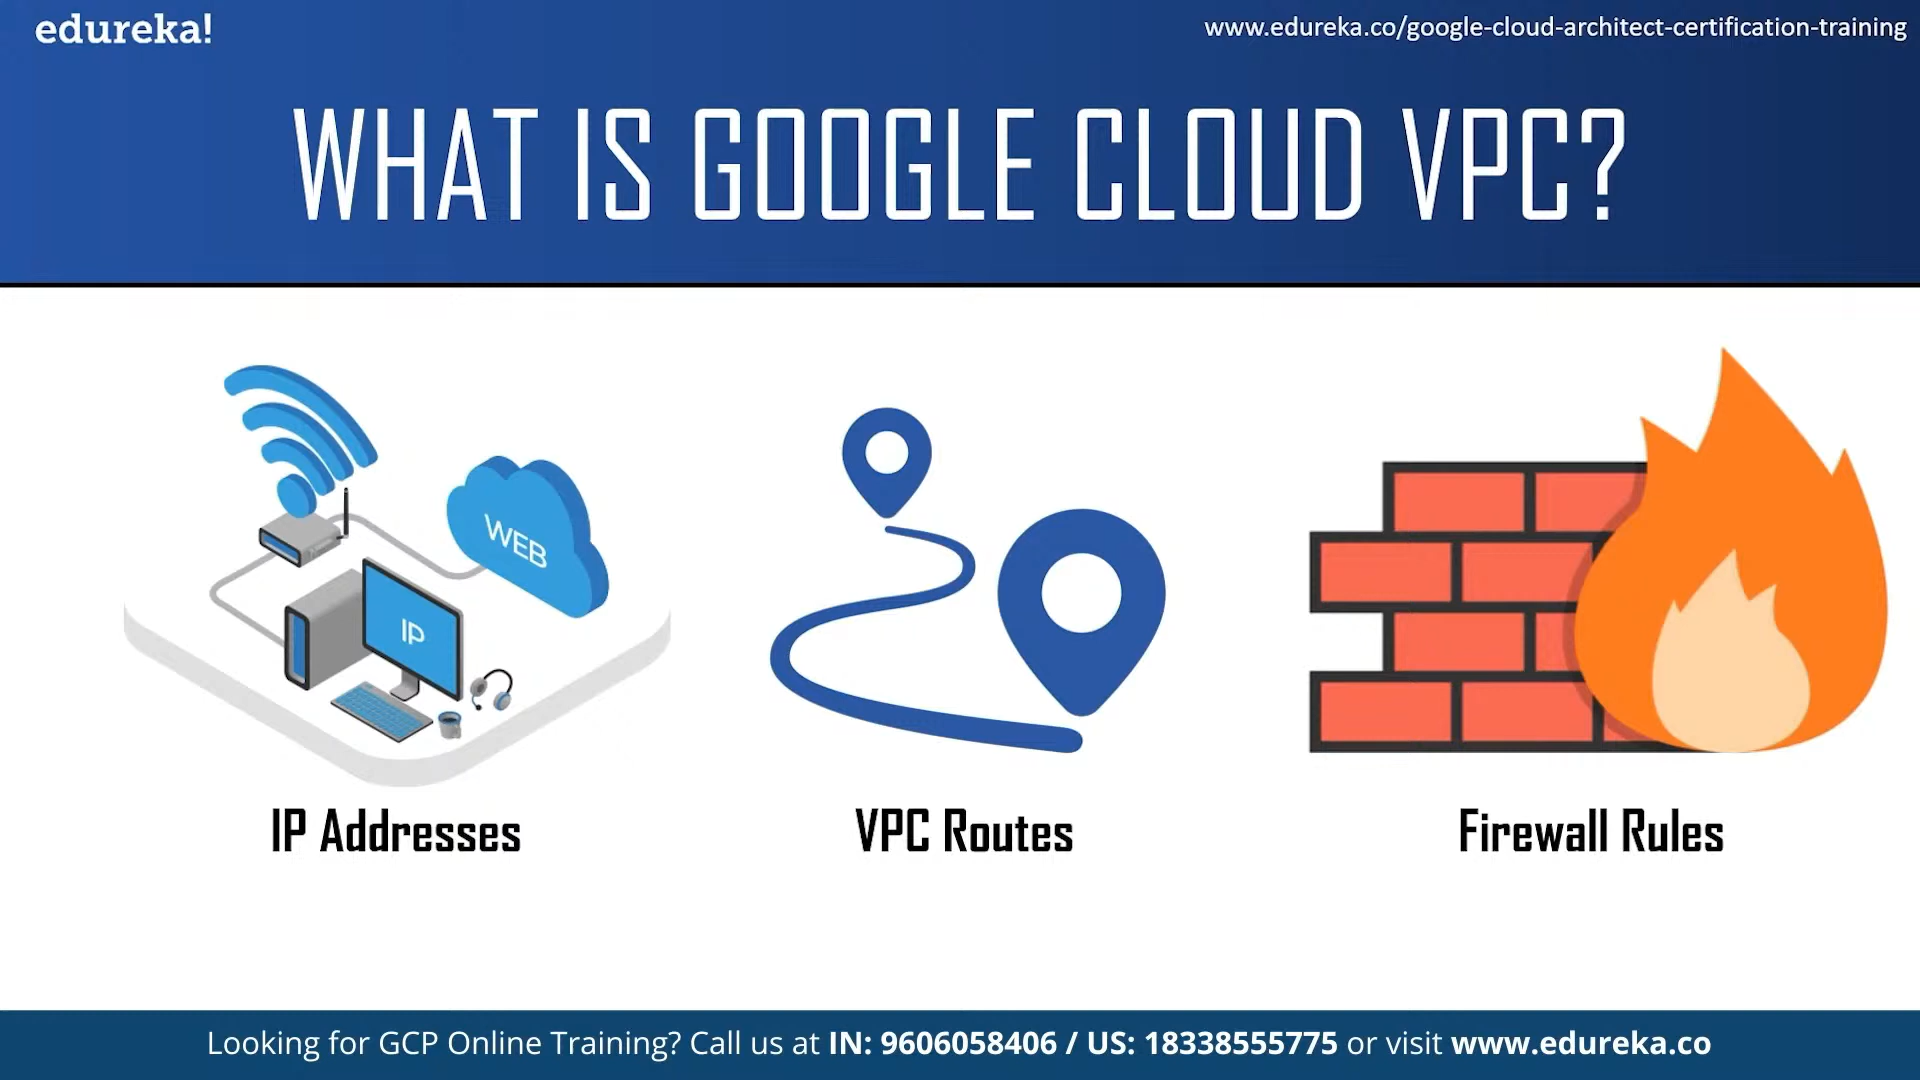 edureka!
www.edureka.co/google-cloud-architect-certification-training
WHAT IS GOOGLE CLOUD VPC?
WEB
IP
IP Addresses
VPC Routes
Firewall Rules
Looking for GCP Online Training? Call us at IN: 9606058406 / US: 18338555775 or visit www.edureka.co